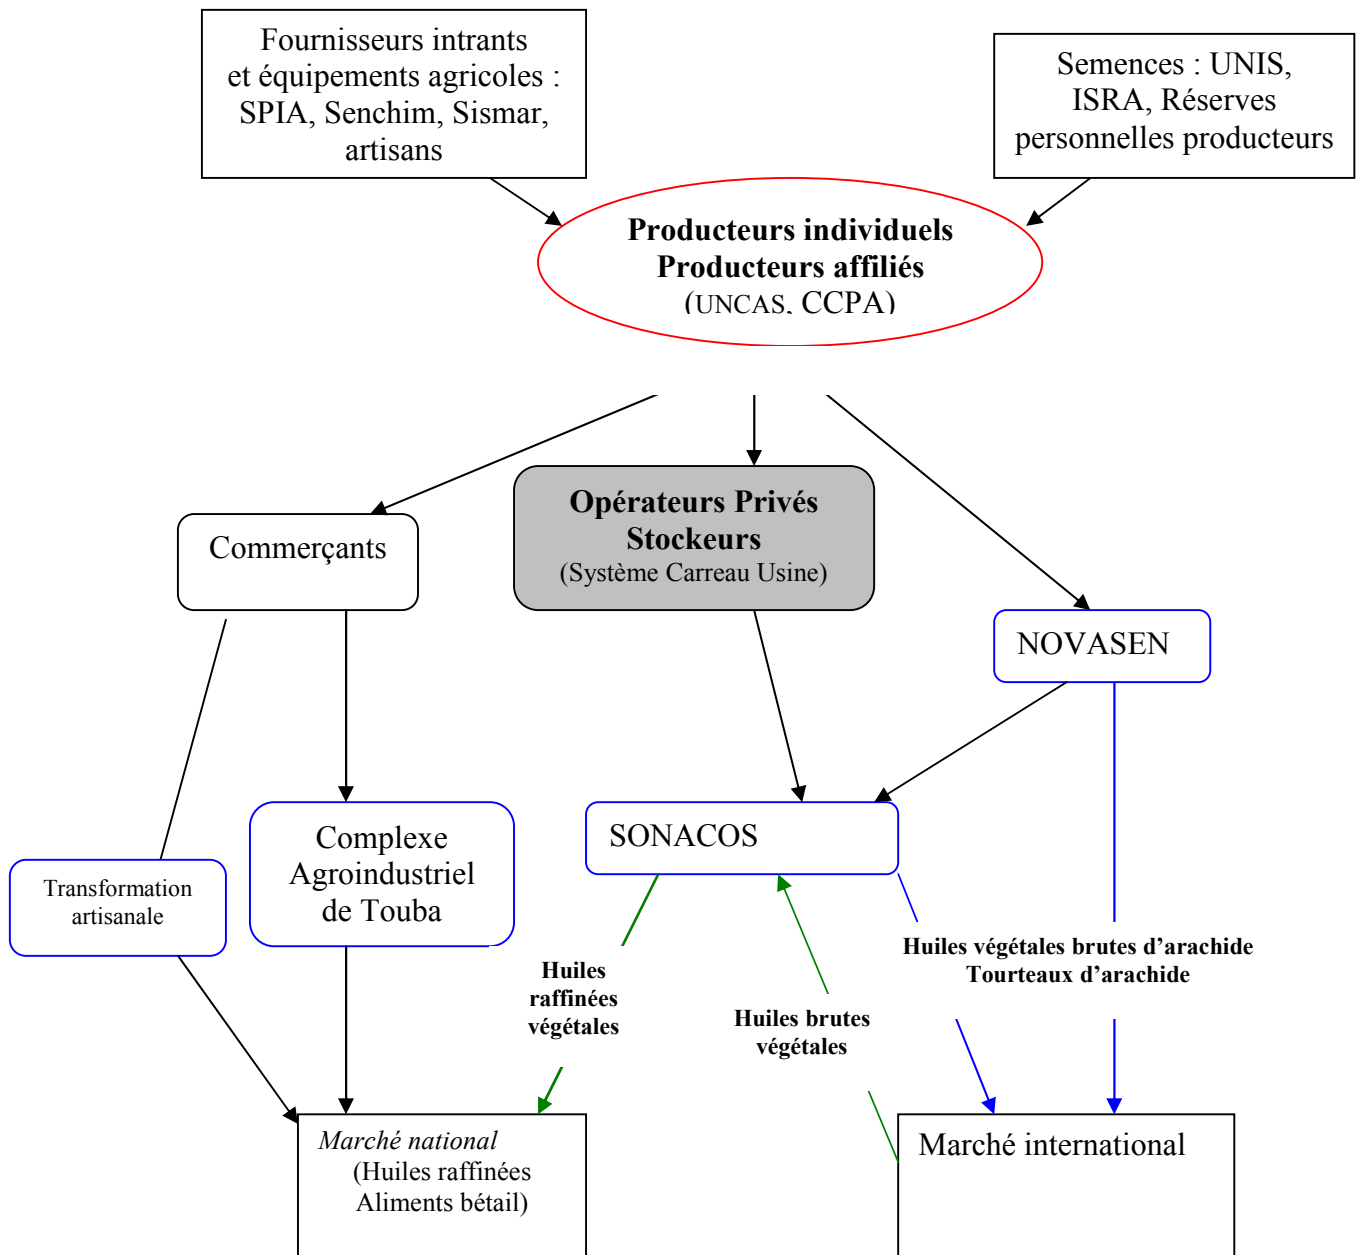 Fournisseurs intrants
et équipements agricoles :
SPIA, Senchim, Sismar,
artisans
Semences : UNIS,
ISRA, Réserves
personnelles producteurs
Producteurs individuels
Producteurs affiliés
(UNCAS, CCPA)
Commerçants
Opérateurs Privés
Stockeurs
(Système Carreau Usine)
NOVASEN
Transformation
artisanale
Complexe
Agroindustriel
de Touba
SONACOS
Huiles
raffinées
végétales
Huiles brutes
végétales
Huiles végétales brutes d’arachide
Tourteaux d’arachide
Marché national
(Huiles raffinées
Aliments bétail)
Marché international